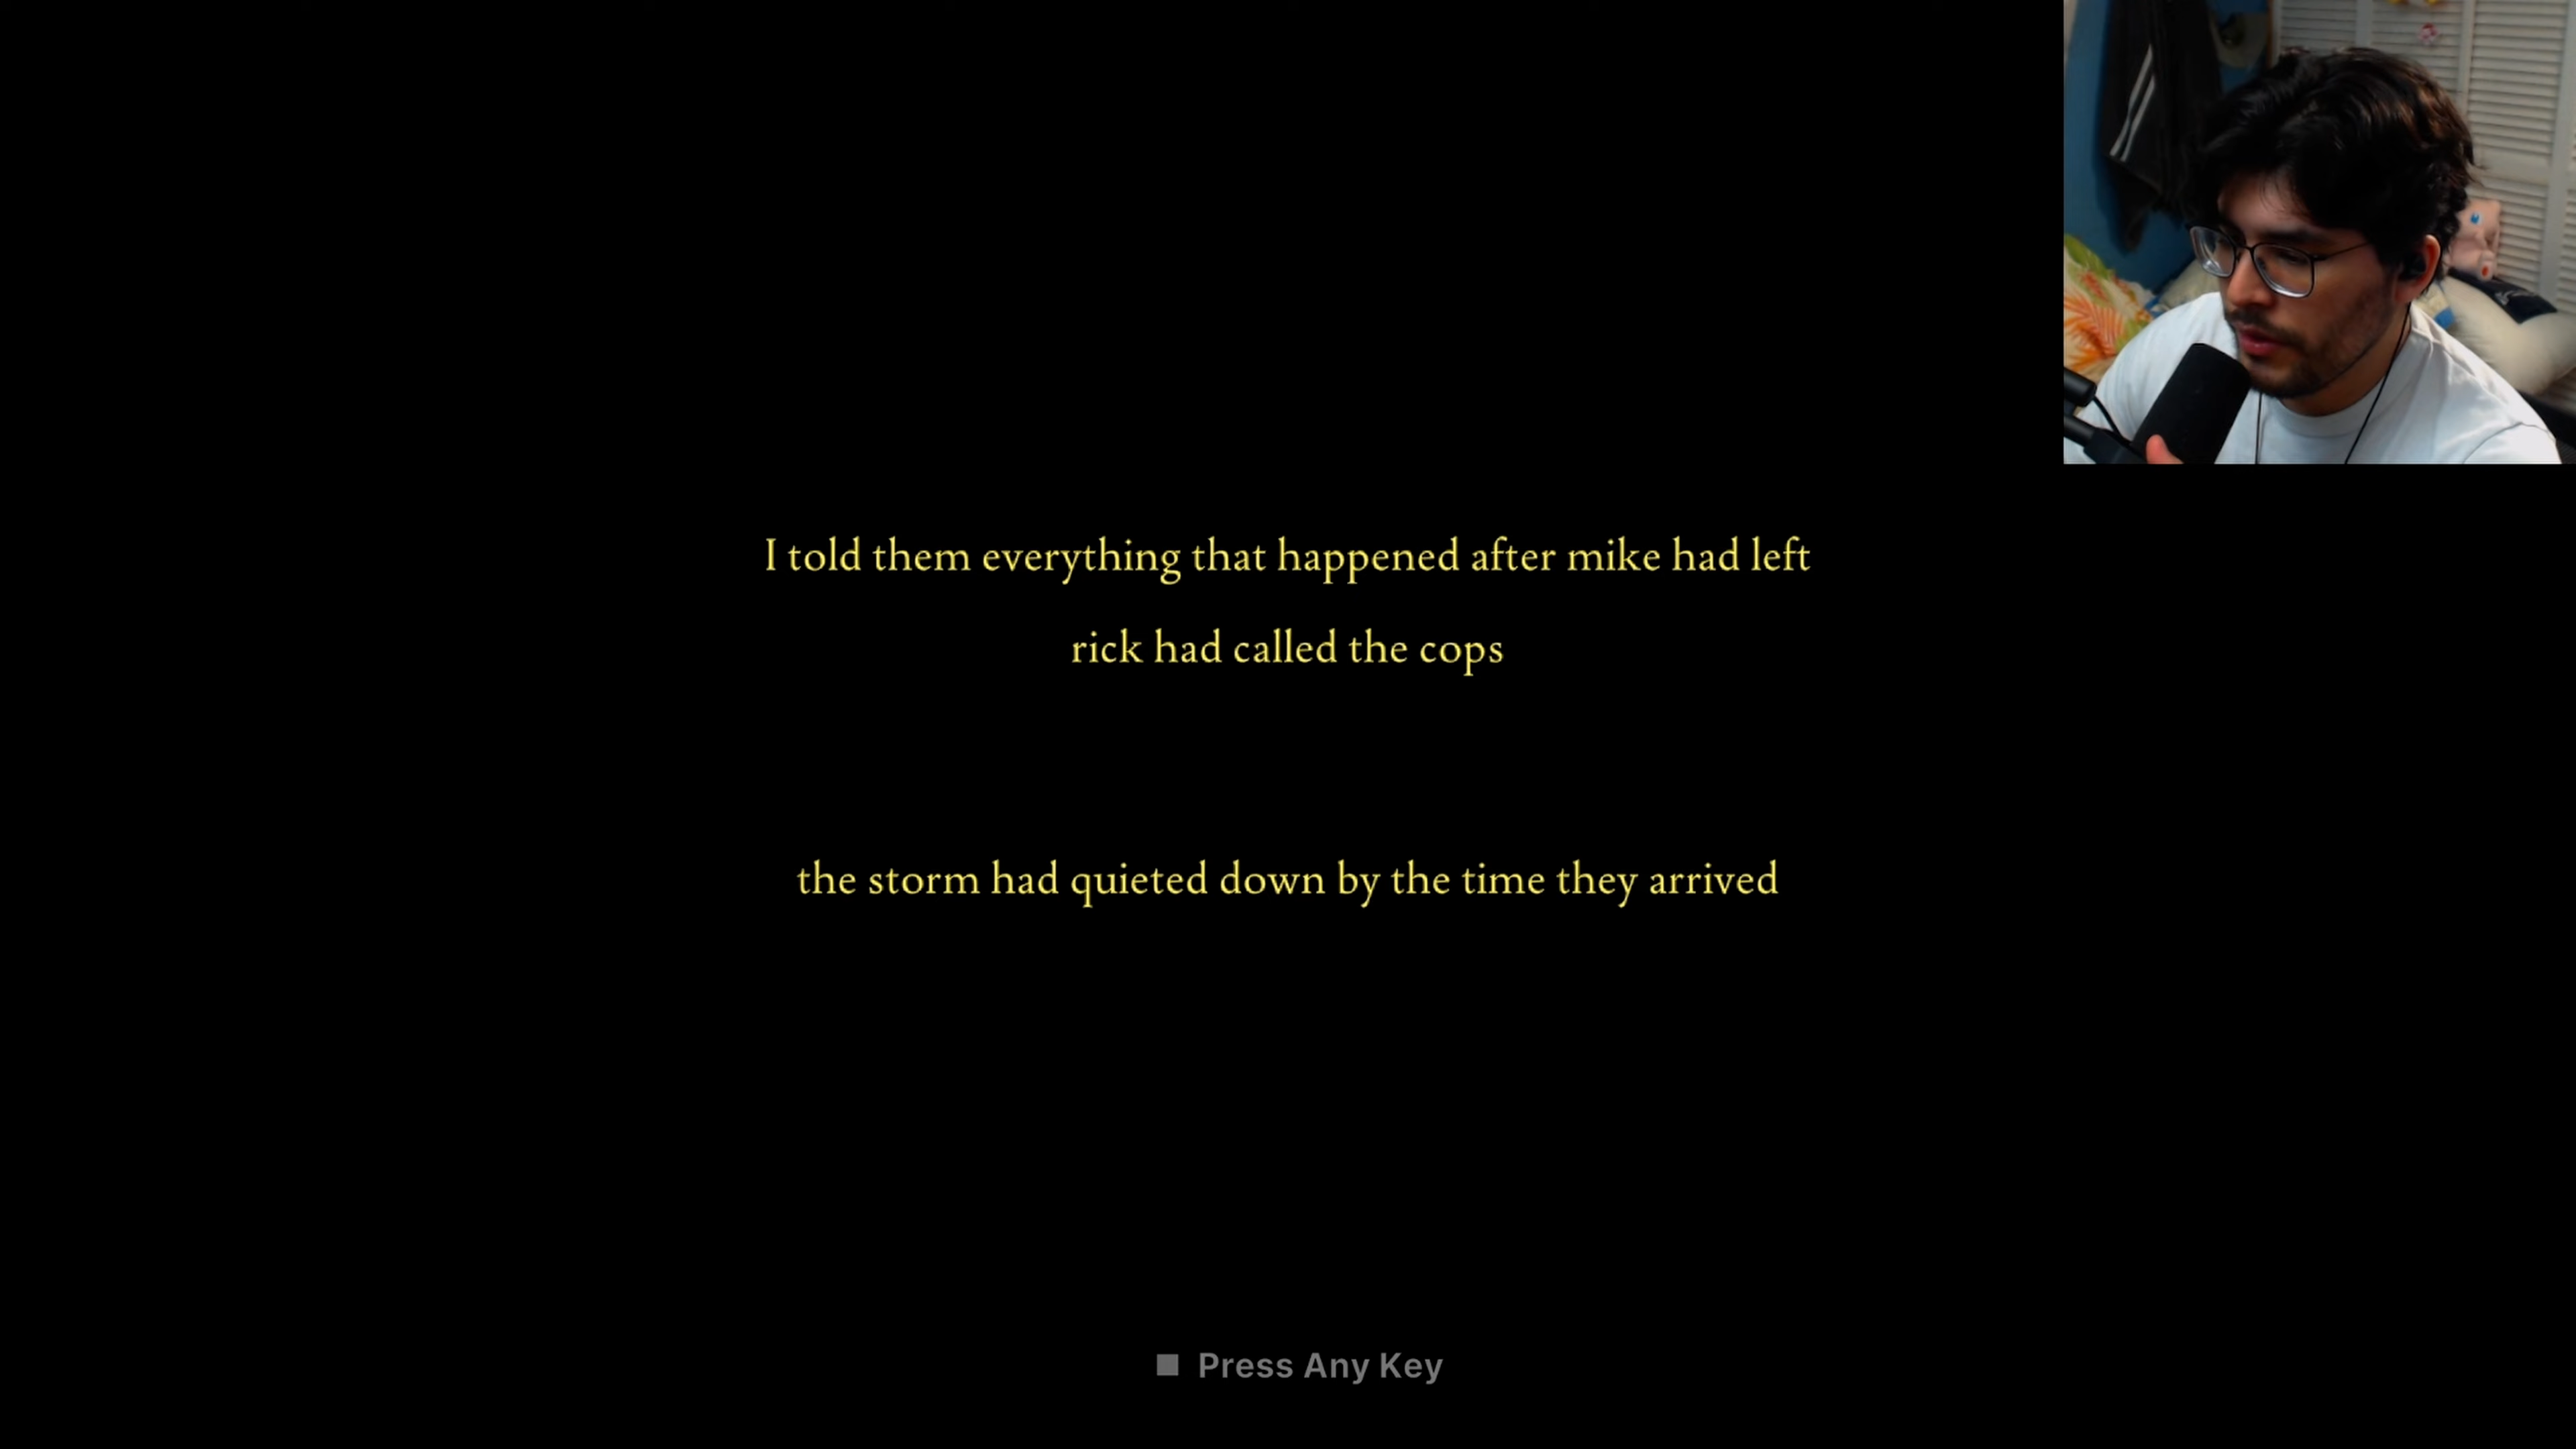 I told them everything that happened after mike had left
rick had called the cops
the storm had quieted down by the time they arrived
Press Any Key